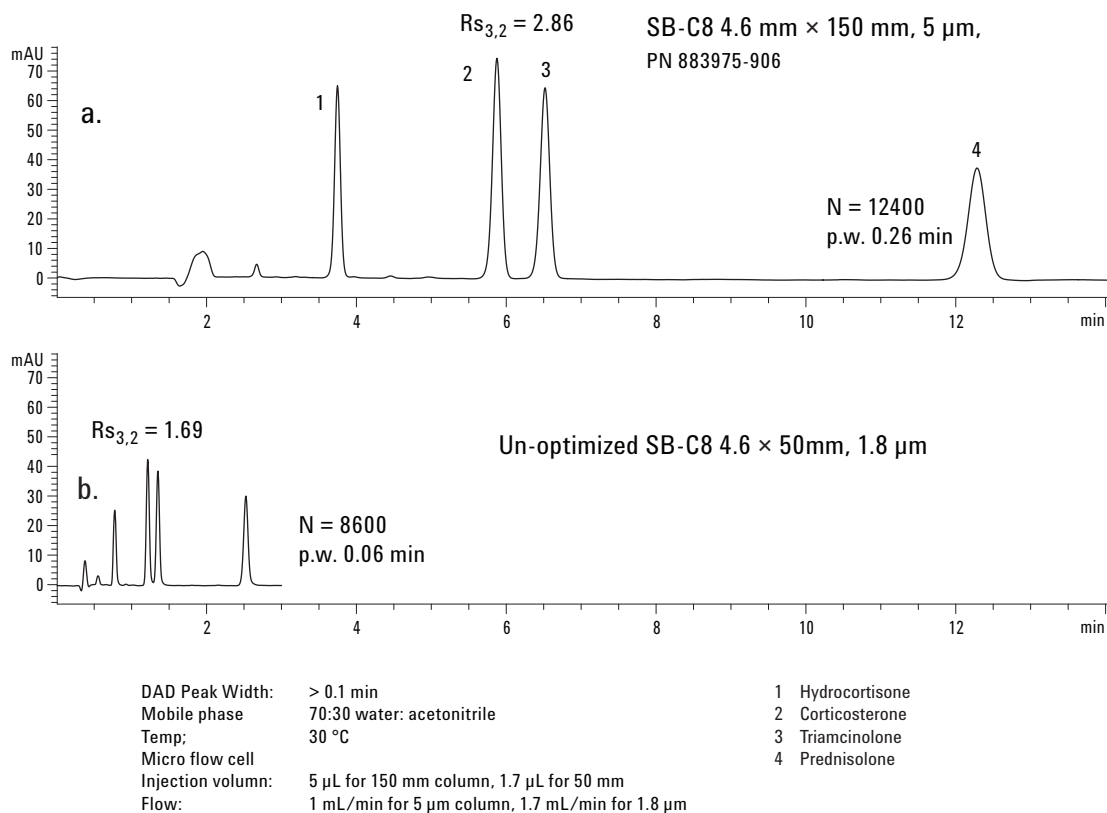 Rs3,2 = 2.86
SB-C8 4.6 mm × 150 mm, 5 µm,
PN 883975-906
mAU
70
60
50
40
30
20
10
0
a.
1
2
3
4
N = 12400
p.w. 0.26 min
2 4 6 8 10 12 min
mAU
70
60
50
40
30
20
10
0
Rs3,2 = 1.69
Un-optimized SB-C8 4.6 × 50mm, 1.8 µm
b.
N = 8600
p.w. 0.06 min
2 4 6 8 10 12 min
DAD Peak Width: > 0.1 min
Mobile phase 70:30 water: acetonitrile
Temp; 30 °C
Micro flow cell
Injection volumn: 5 µL for 150 mm column, 1.7 µL for 50 mm
Flow: 1 mL/min for 5 µm column, 1.7 mL/min for 1.8 µm
1 Hydrocortisone
2 Corticosterone
3 Triamcinolone
4 Prednisolone